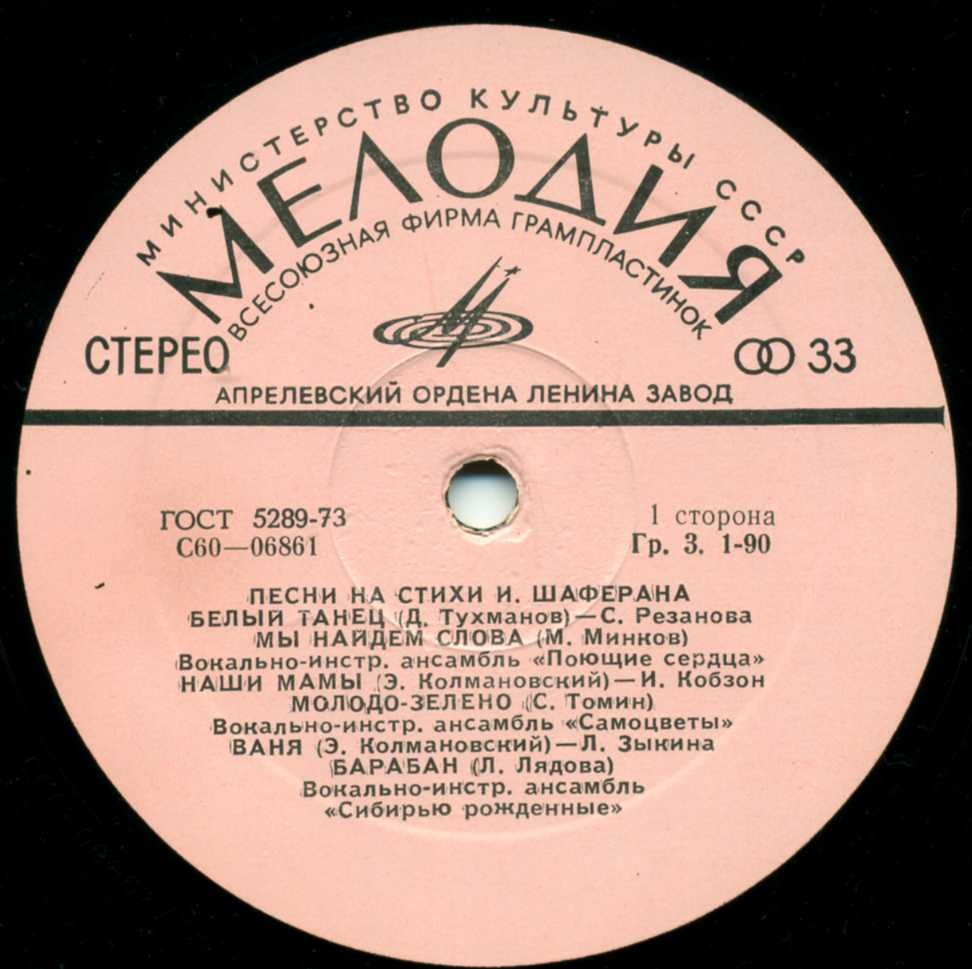 МИНИСТЕРСТВО КУЛЬТУРЫ СССР
МЕЛОДИЯ
ВСЕСОЮЗНАЯ ФИРМА ГРАМПЛАСТИНОК
СТЕРЕО
33
АПРЕЛЕВСКИЙ ОРДЕНА ЛЕНИНА ЗАВОД
ГОСТ 5289-73
С60—06861
1 сторона
Гр. 3. 1-90
ПЕСНИ НА СТИХИ И. ШАФЕРАНА
БЕЛЫЙ ТАНЕЦ (Д. Тухманов)—С. Резанова
МЫ НАЙДЕМ СЛОВА (М. Минков)
Вокально-инстр. ансамбль «Поющие сердца»
НАШИ МАМЫ (Э. Колмановский)—И. Кобзон
МОЛОДО-ЗЕЛЕНО (С. Томин)
Вокально-инстр. ансамбль «Самоцветы»
ВАНЯ (Э. Колмановский)—Л. Зыкина
БАРАБАН (Л. Лядова)
Вокально-инстр. ансамбль
«Сибирью рожденные»